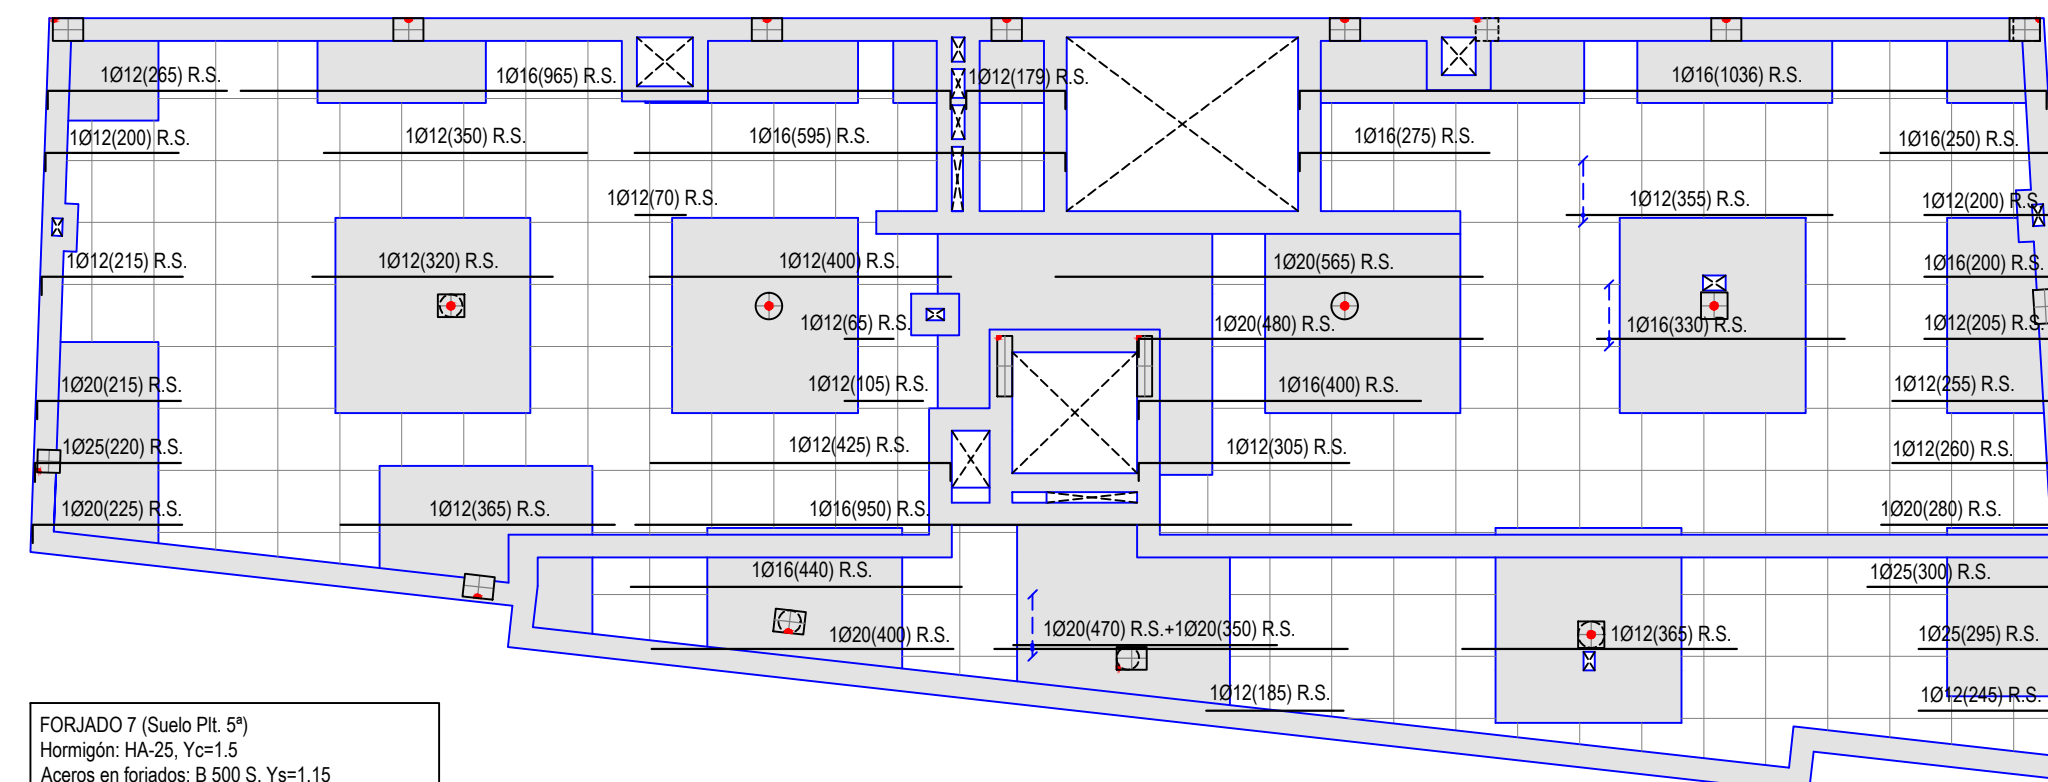 1Ø12(265) R.S.
1Ø16(965) R.S.
1Ø12(179) R.S.
1Ø16(1036) R.S.
1Ø12(200) R.S.
1Ø12(350) R.S.
1Ø16(595) R.S.
1Ø16(275) R.S.
1Ø16(250) R.S.
1Ø12(70) R.S.
1Ø12(355) R.S.
1Ø12(200) R.S.
1Ø12(215) R.S.
1Ø12(320) R.S.
1Ø12(400) R.S.
1Ø20(565) R.S.
1Ø16(200) R.S.
1Ø12(65) R.S.
1Ø20(480) R.S.
1Ø16(330) R.S.
1Ø12(205) R.S.
1Ø20(215) R.S.
1Ø12(105) R.S.
1Ø16(400) R.S.
1Ø12(255) R.S.
1Ø25(220) R.S.
1Ø12(425) R.S.
1Ø12(305) R.S.
1Ø12(260) R.S.
1Ø20(225) R.S.
1Ø12(365) R.S.
1Ø16(950) R.S.
1Ø20(280) R.S.
1Ø16(440) R.S.
1Ø25(300) R.S.
1Ø20(400) R.S.
1Ø20(470) R.S.+1Ø20(350) R.S.
1Ø12(365) R.S.
1Ø25(295) R.S.
1Ø12(185) R.S.
1Ø12(245) R.S.
FORJADO 7 (Suelo Plt. 5ª)
Hormigón: HA-25, Yc=1.5
Aceros en forjados: B 500 S, Ys=1.15